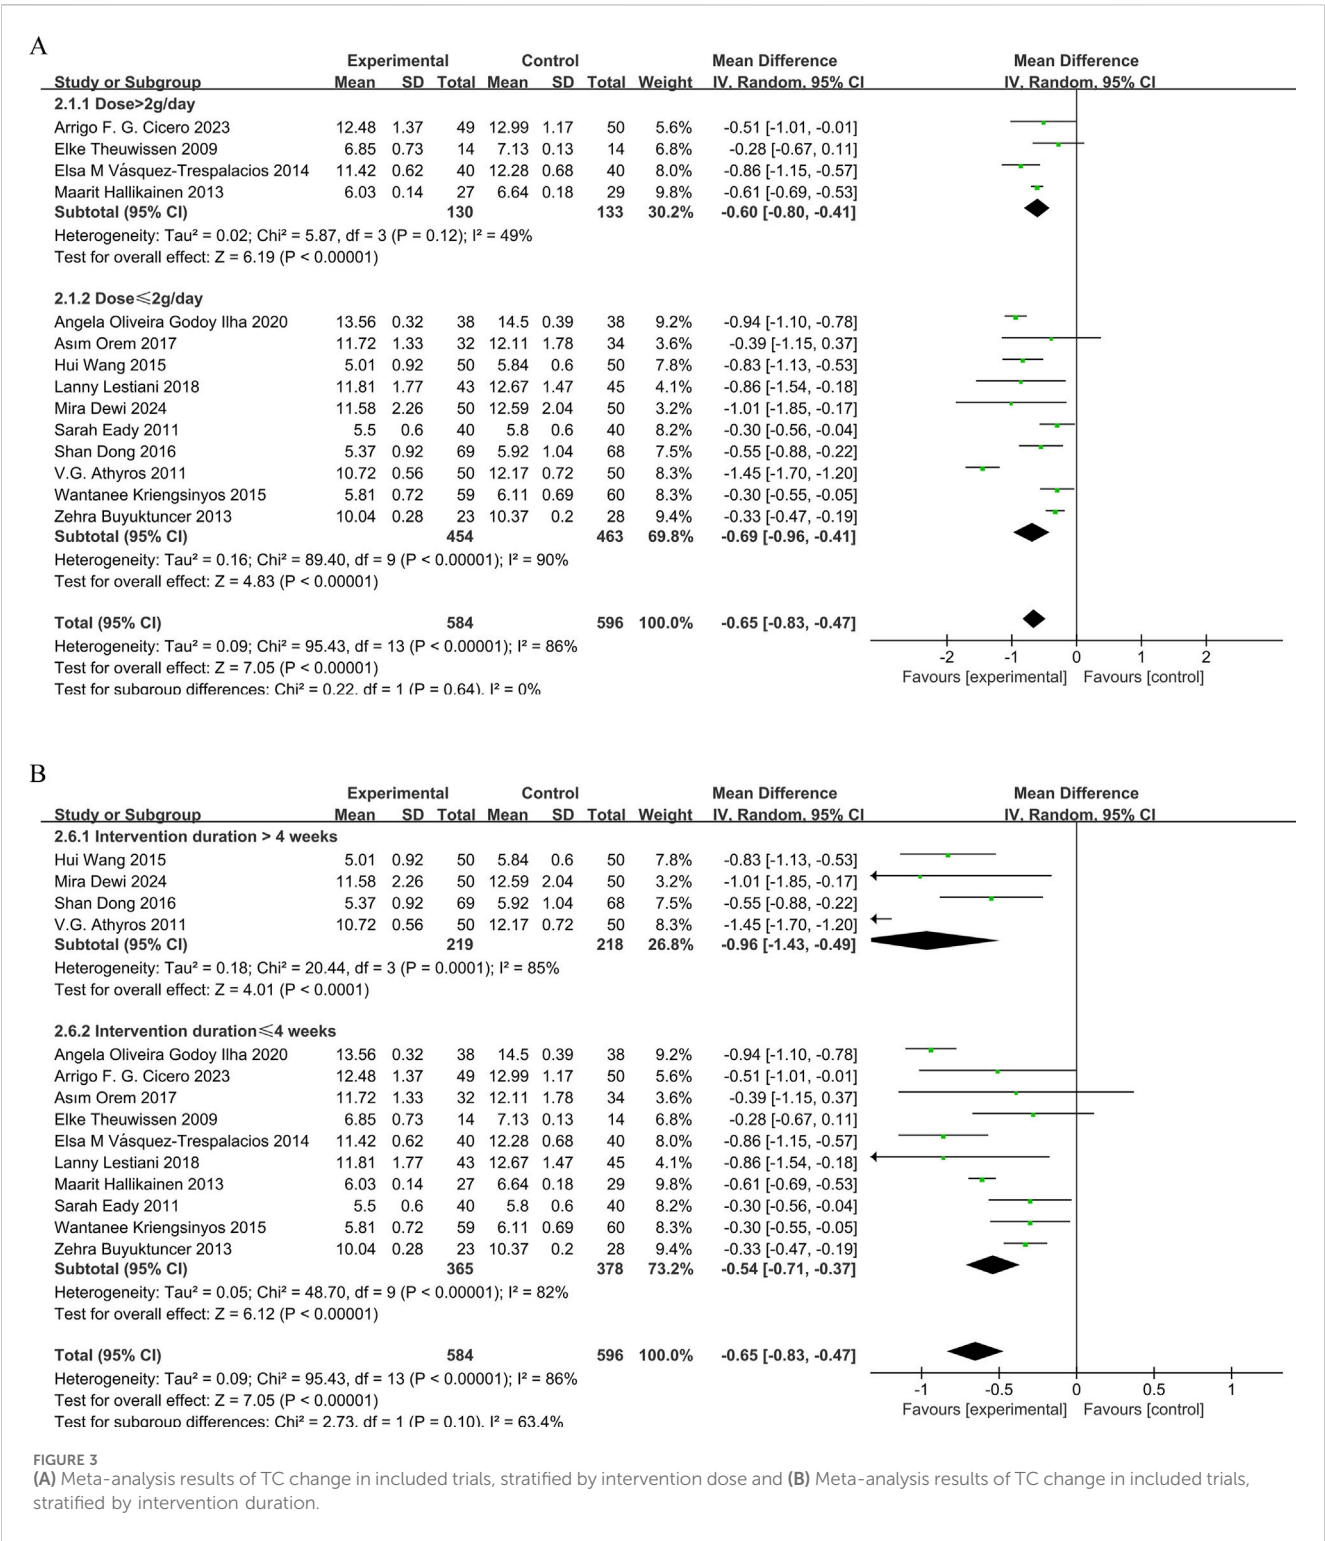 A
Experimental Control Mean Difference Mean Difference
Study or Subgroup Mean SD Total Mean SD Total Weight IV, Random, 95% CI IV, Random, 95% CI
2.1.1 Dose>2g/day
Arrigo F. G. Cicero 2023 12.48 1.37 49 12.99 1.17 50 5.6% -0.51 [-1.01, -0.01]
Elke Theuwissen 2009 6.85 0.73 14 7.13 0.13 14 6.8% -0.28 [-0.67, 0.11]
Elsa M Vásquez-Trespalacios 2014 11.42 0.62 40 12.28 0.68 40 8.0% -0.86 [-1.15, -0.57]
Maarit Hallikainen 2013 6.03 0.14 27 6.64 0.18 29 9.8% -0.61 [-0.69, -0.53]
Subtotal (95% CI) 130 133 30.2% -0.60 [-0.80, -0.41]
Heterogeneity: Tau² = 0.02; Chi² = 5.87, df = 3 (P = 0.12); I² = 49%
Test for overall effect: Z = 6.19 (P < 0.00001)
2.1.2 Dose⩽2g/day
Angela Oliveira Godoy Ilha 2020 13.56 0.32 38 14.5 0.39 38 9.2% -0.94 [-1.10, -0.78]
Asım Orem 2017 11.72 1.33 32 12.11 1.78 34 3.6% -0.39 [-1.15, 0.37]
Hui Wang 2015 5.01 0.92 50 5.84 0.6 50 7.8% -0.83 [-1.13, -0.53]
Lanny Lestiani 2018 11.81 1.77 43 12.67 1.47 45 4.1% -0.86 [-1.54, -0.18]
Mira Dewi 2024 11.58 2.26 50 12.59 2.04 50 3.2% -1.01 [-1.85, -0.17]
Sarah Eady 2011 5.5 0.6 40 5.8 0.6 40 8.2% -0.30 [-0.56, -0.04]
Shan Dong 2016 5.37 0.92 69 5.92 1.04 68 7.5% -0.55 [-0.88, -0.22]
V.G. Athyros 2011 10.72 0.56 50 12.17 0.72 50 8.3% -1.45 [-1.70, -1.20]
Wantanee Kriengsinyos 2015 5.81 0.72 59 6.11 0.69 60 8.3% -0.30 [-0.55, -0.05]
Zehra Buyuktuncer 2013 10.04 0.28 23 10.37 0.2 28 9.4% -0.33 [-0.47, -0.19]
Subtotal (95% CI) 454 463 69.8% -0.69 [-0.96, -0.41]
Heterogeneity: Tau² = 0.16; Chi² = 89.40, df = 9 (P < 0.00001); I² = 90%
Test for overall effect: Z = 4.83 (P < 0.00001)
Total (95% CI) 584 596 100.0% -0.65 [-0.83, -0.47]
Heterogeneity: Tau² = 0.09; Chi² = 95.43, df = 13 (P < 0.00001); I² = 86%
Test for overall effect: Z = 7.05 (P < 0.00001)
Test for subgroup differences: Chi² = 0.22, df = 1 (P = 0.64), I² = 0%
-2 -1 0 1 2
Favours [experimental] Favours [control]
B
Experimental Control Mean Difference Mean Difference
Study or Subgroup Mean SD Total Mean SD Total Weight IV, Random, 95% CI IV, Random, 95% CI
2.6.1 Intervention duration > 4 weeks
Hui Wang 2015 5.01 0.92 50 5.84 0.6 50 7.8% -0.83 [-1.13, -0.53]
Mira Dewi 2024 11.58 2.26 50 12.59 2.04 50 3.2% -1.01 [-1.85, -0.17]
Shan Dong 2016 5.37 0.92 69 5.92 1.04 68 7.5% -0.55 [-0.88, -0.22]
V.G. Athyros 2011 10.72 0.56 50 12.17 0.72 50 8.3% -1.45 [-1.70, -1.20]
Subtotal (95% CI) 219 218 26.8% -0.96 [-1.43, -0.49]
Heterogeneity: Tau² = 0.18; Chi² = 20.44, df = 3 (P = 0.0001); I² = 85%
Test for overall effect: Z = 4.01 (P < 0.0001)
2.6.2 Intervention duration⩽4 weeks
Angela Oliveira Godoy Ilha 2020 13.56 0.32 38 14.5 0.39 38 9.2% -0.94 [-1.10, -0.78]
Arrigo F. G. Cicero 2023 12.48 1.37 49 12.99 1.17 50 5.6% -0.51 [-1.01, -0.01]
Asım Orem 2017 11.72 1.33 32 12.11 1.78 34 3.6% -0.39 [-1.15, 0.37]
Elke Theuwissen 2009 6.85 0.73 14 7.13 0.13 14 6.8% -0.28 [-0.67, 0.11]
Elsa M Vásquez-Trespalacios 2014 11.42 0.62 40 12.28 0.68 40 8.0% -0.86 [-1.15, -0.57]
Lanny Lestiani 2018 11.81 1.77 43 12.67 1.47 45 4.1% -0.86 [-1.54, -0.18]
Maarit Hallikainen 2013 6.03 0.14 27 6.64 0.18 29 9.8% -0.61 [-0.69, -0.53]
Sarah Eady 2011 5.5 0.6 40 5.8 0.6 40 8.2% -0.30 [-0.56, -0.04]
Wantanee Kriengsinyos 2015 5.81 0.72 59 6.11 0.69 60 8.3% -0.30 [-0.55, -0.05]
Zehra Buyuktuncer 2013 10.04 0.28 23 10.37 0.2 28 9.4% -0.33 [-0.47, -0.19]
Subtotal (95% CI) 365 378 73.2% -0.54 [-0.71, -0.37]
Heterogeneity: Tau² = 0.05; Chi² = 48.70, df = 9 (P < 0.00001); I² = 82%
Test for overall effect: Z = 6.12 (P < 0.00001)
Total (95% CI) 584 596 100.0% -0.65 [-0.83, -0.47]
Heterogeneity: Tau² = 0.09; Chi² = 95.43, df = 13 (P < 0.00001); I² = 86%
Test for overall effect: Z = 7.05 (P < 0.00001)
Test for subgroup differences: Chi² = 2.73, df = 1 (P = 0.10), I² = 63.4%
-1 -0.5 0 0.5 1
Favours [experimental] Favours [control]
FIGURE 3
(A) Meta-analysis results of TC change in included trials, stratified by intervention dose and (B) Meta-analysis results of TC change in included trials,
stratified by intervention duration.